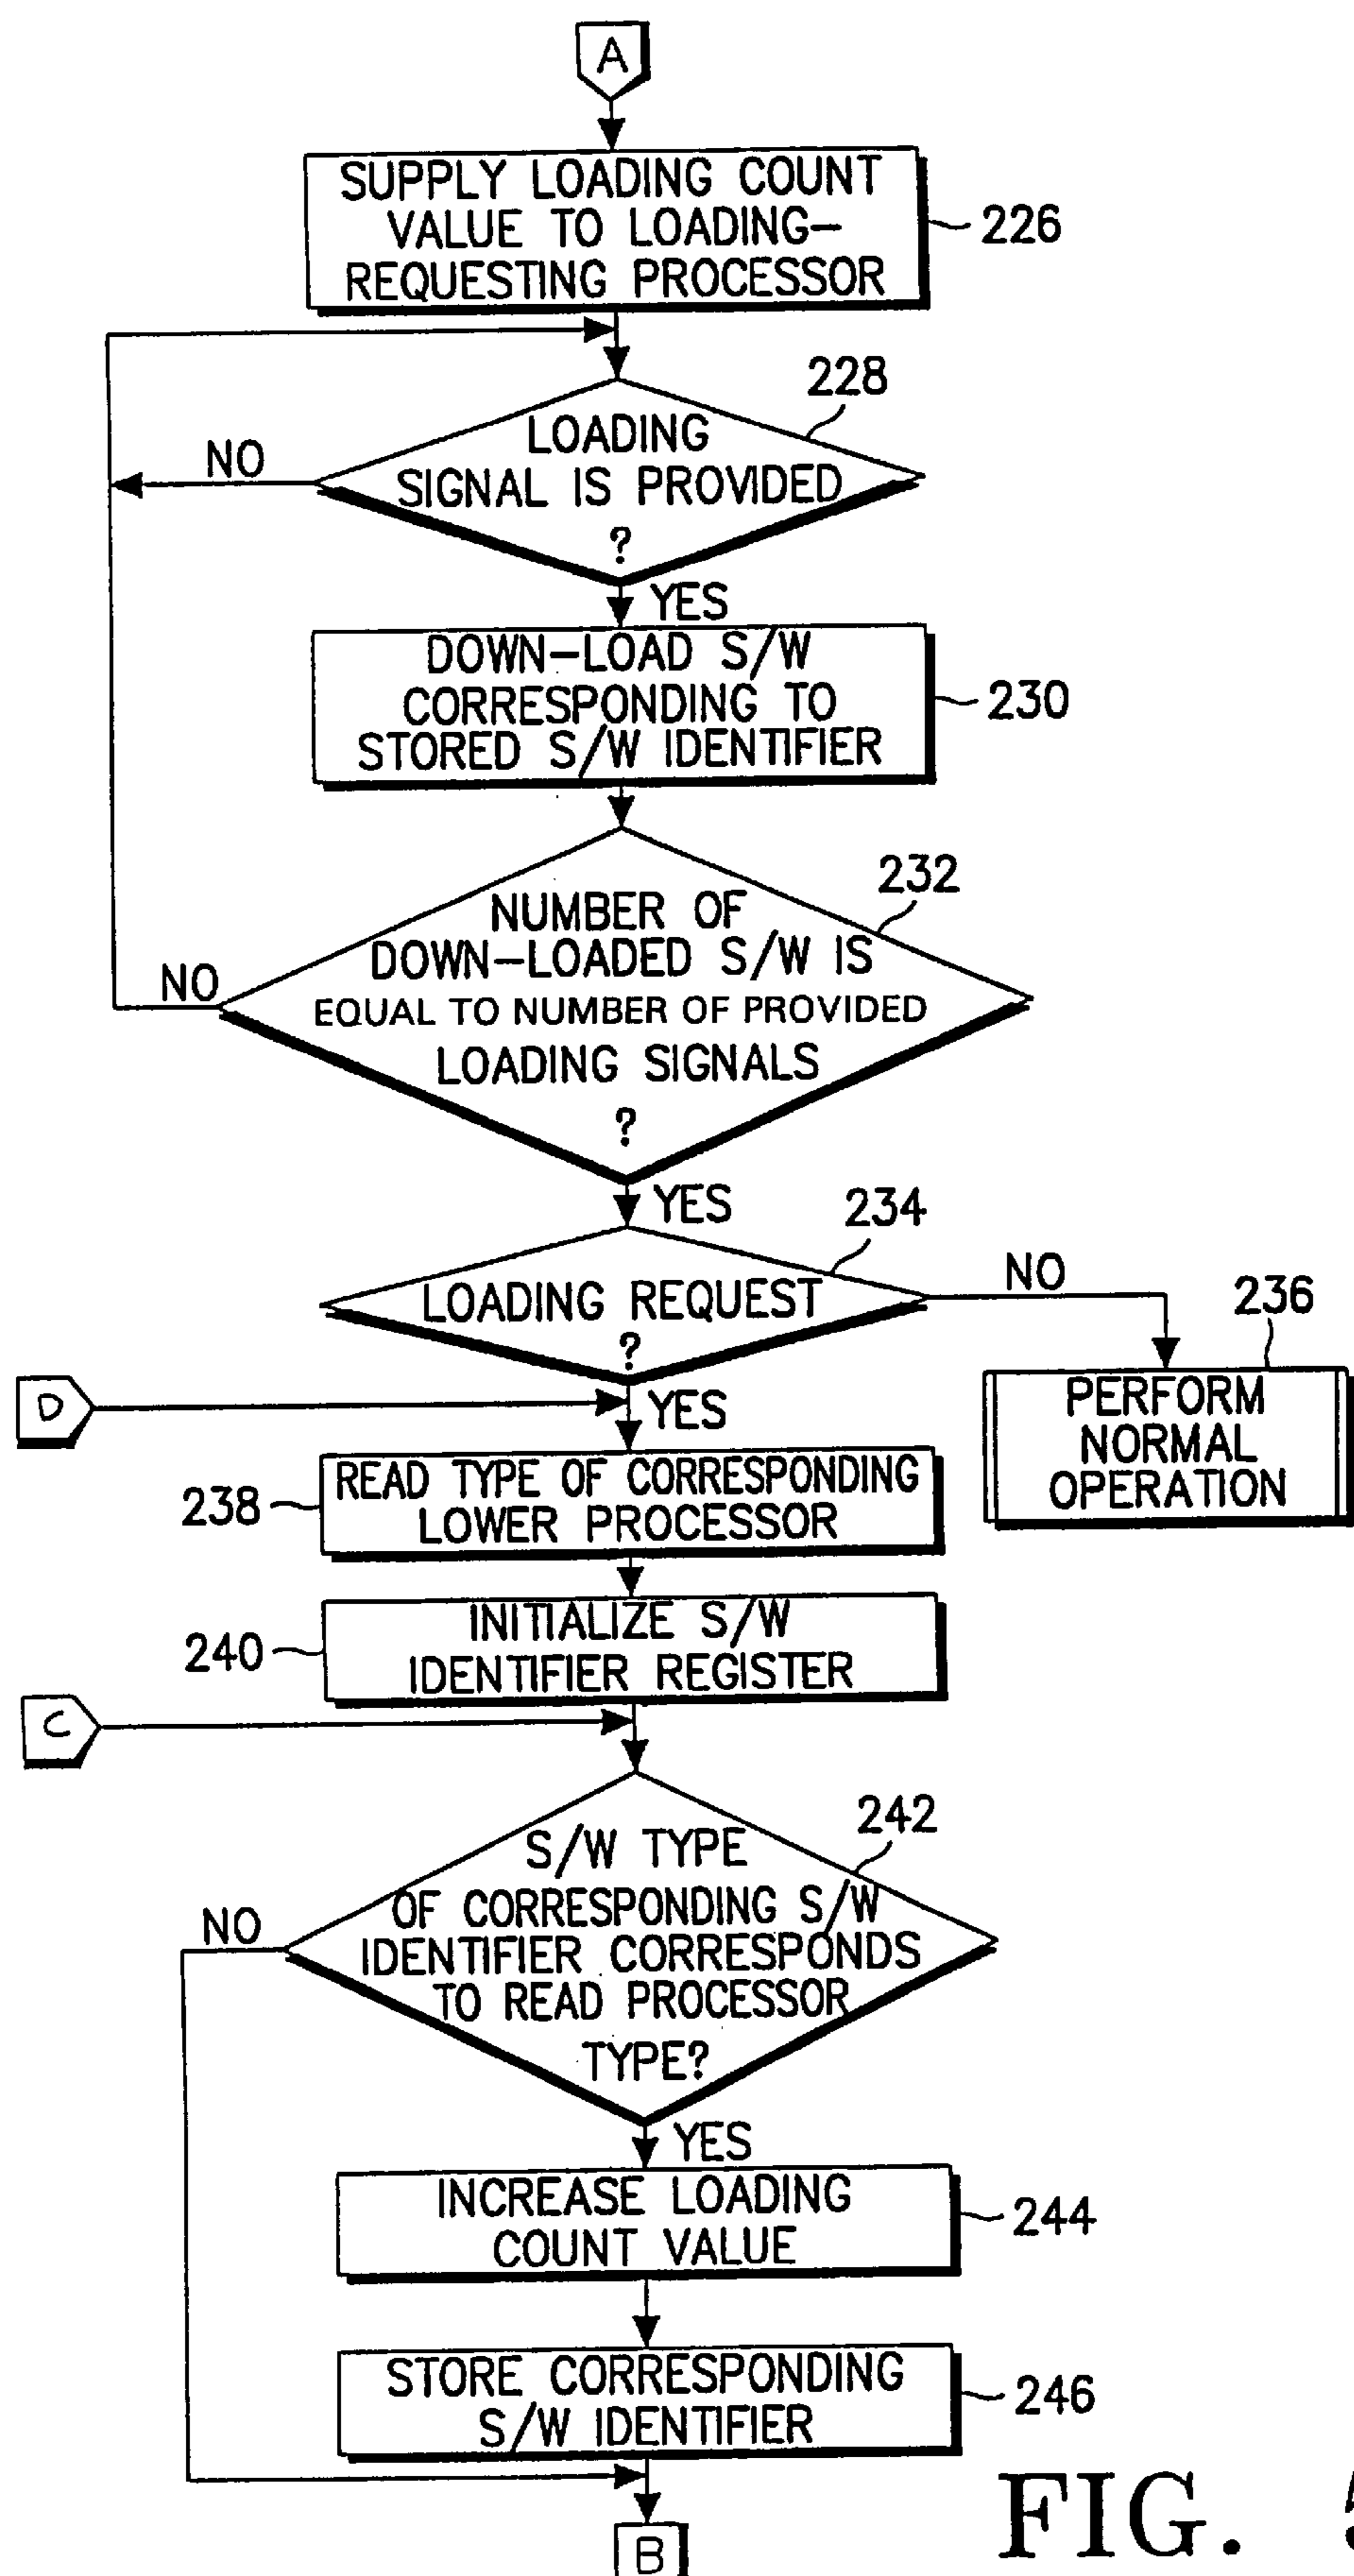 A
SUPPLY LOADING COUNT
VALUE TO LOADING-
REQUESTING PROCESSOR
226
228
LOADING
SIGNAL IS PROVIDED
?
NO
YES
DOWN-LOAD S/W
CORRESPONDING TO
STORED S/W IDENTIFIER
230
232
NUMBER OF
DOWN-LOADED S/W IS
EQUAL TO NUMBER OF PROVIDED
LOADING SIGNALS
?
NO
YES
234
LOADING REQUEST
?
NO
236
PERFORM
NORMAL
OPERATION
D
YES
238
READ TYPE OF CORRESPONDING
LOWER PROCESSOR
240
INITIALIZE S/W
IDENTIFIER REGISTER
C
242
S/W TYPE
OF CORRESPONDING S/W
IDENTIFIER CORRESPONDS
TO READ PROCESSOR
TYPE?
NO
YES
INCREASE LOADING
COUNT VALUE
244
STORE CORRESPONDING
S/W IDENTIFIER
246
B
FIG.